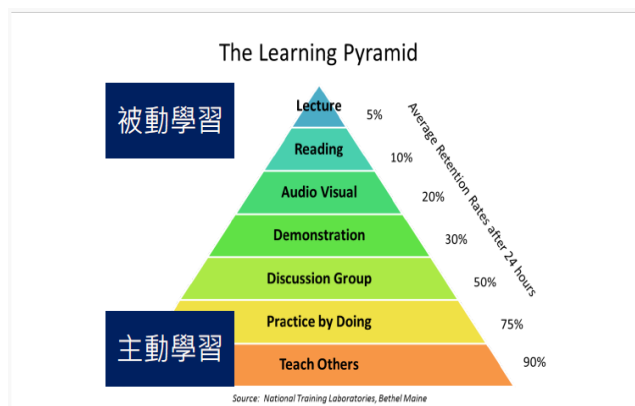 The Learning Pyramid
被動學習
Lecture
5%
Reading
10%
Audio Visual
20%
Demonstration
30%
Discussion Group
50%
Practice by Doing
75%
Teach Others
90%
Average Retention Rates after 24 hours
主動學習
Source: National Training Laboratories, Bethel Maine